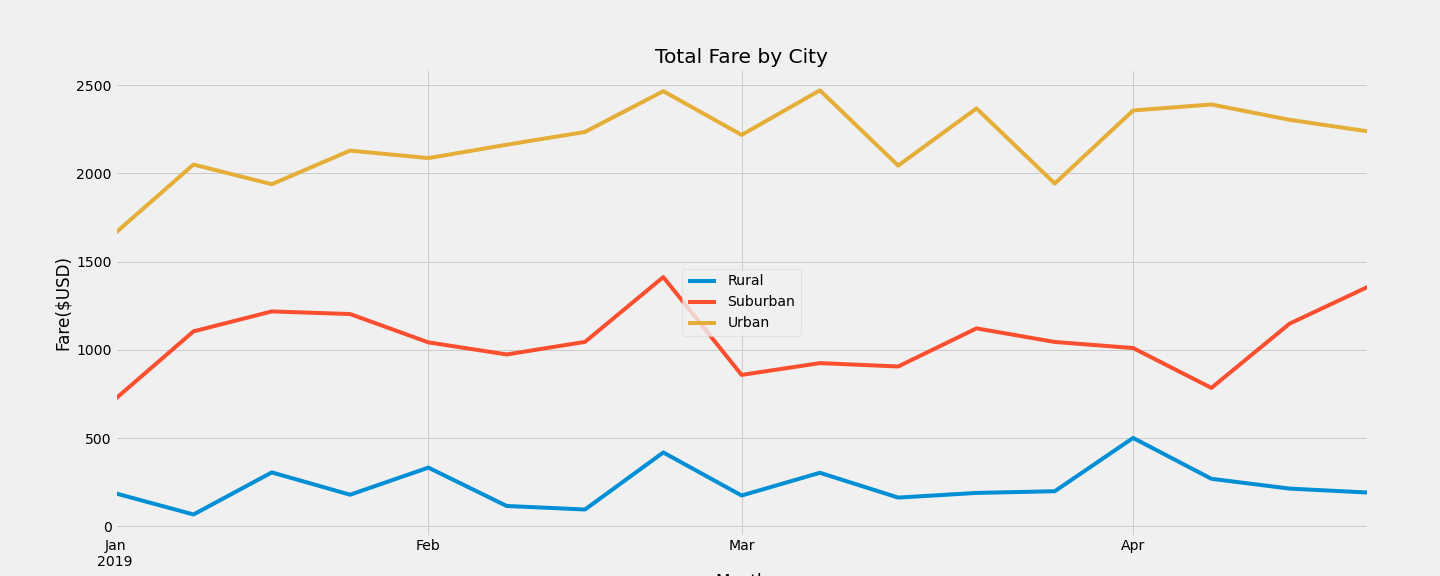 Total Fare by City
Fare($USD)
2500
2000
1500
1000
500
0
Rural
Suburban
Urban
Jan
2019
Feb
Mar
Apr